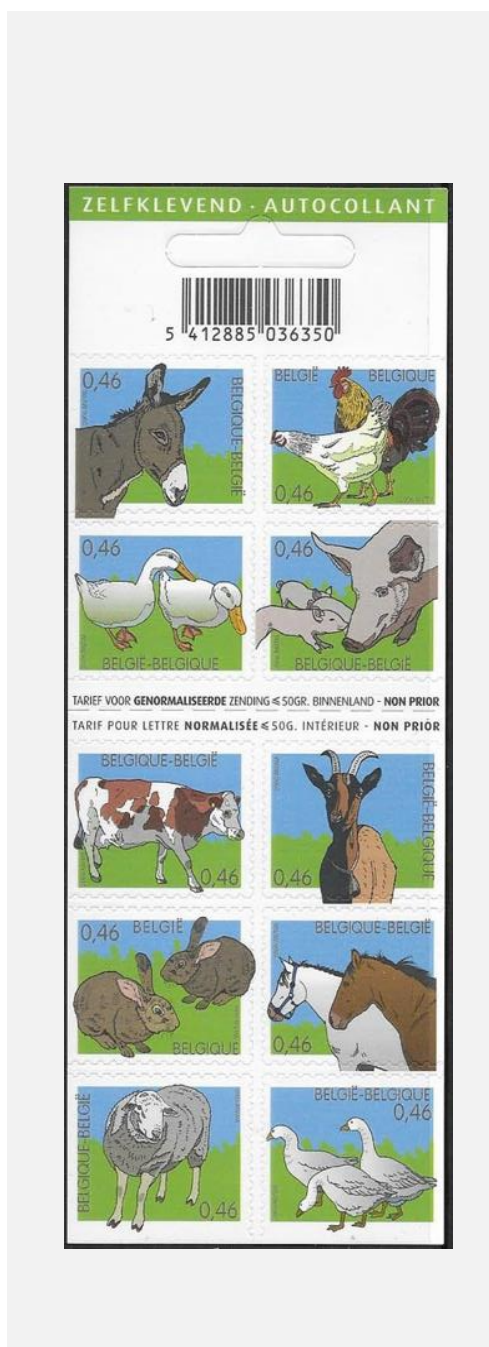 ZELFKLEVEND · AUTOCOLLANT
5 412885 036350
0,46
BELGIQUE-BELGIË
BELGIË BELGIQUE
0,46
0,46
BELGIË-BELGIQUE
0,46
BELGIË-BELGIQUE
TARIEF VOOR GENORMALISEERDE ZENDING ⩽ 50GR. BINNENLAND - NON PRIOR
TARIF POUR LETTRE NORMALISÉE ⩽ 50G. INTÉRIEUR - NON PRIOR
BELGIQUE-BELGIË
0,46
BELGIË-BELGIQUE
0,46
0,46 BELGIË
BELGIQUE
BELGIQUE-BELGIË
0,46
BELGIQUE-BELGIË
0,46
BELGIË-BELGIQUE
0,46